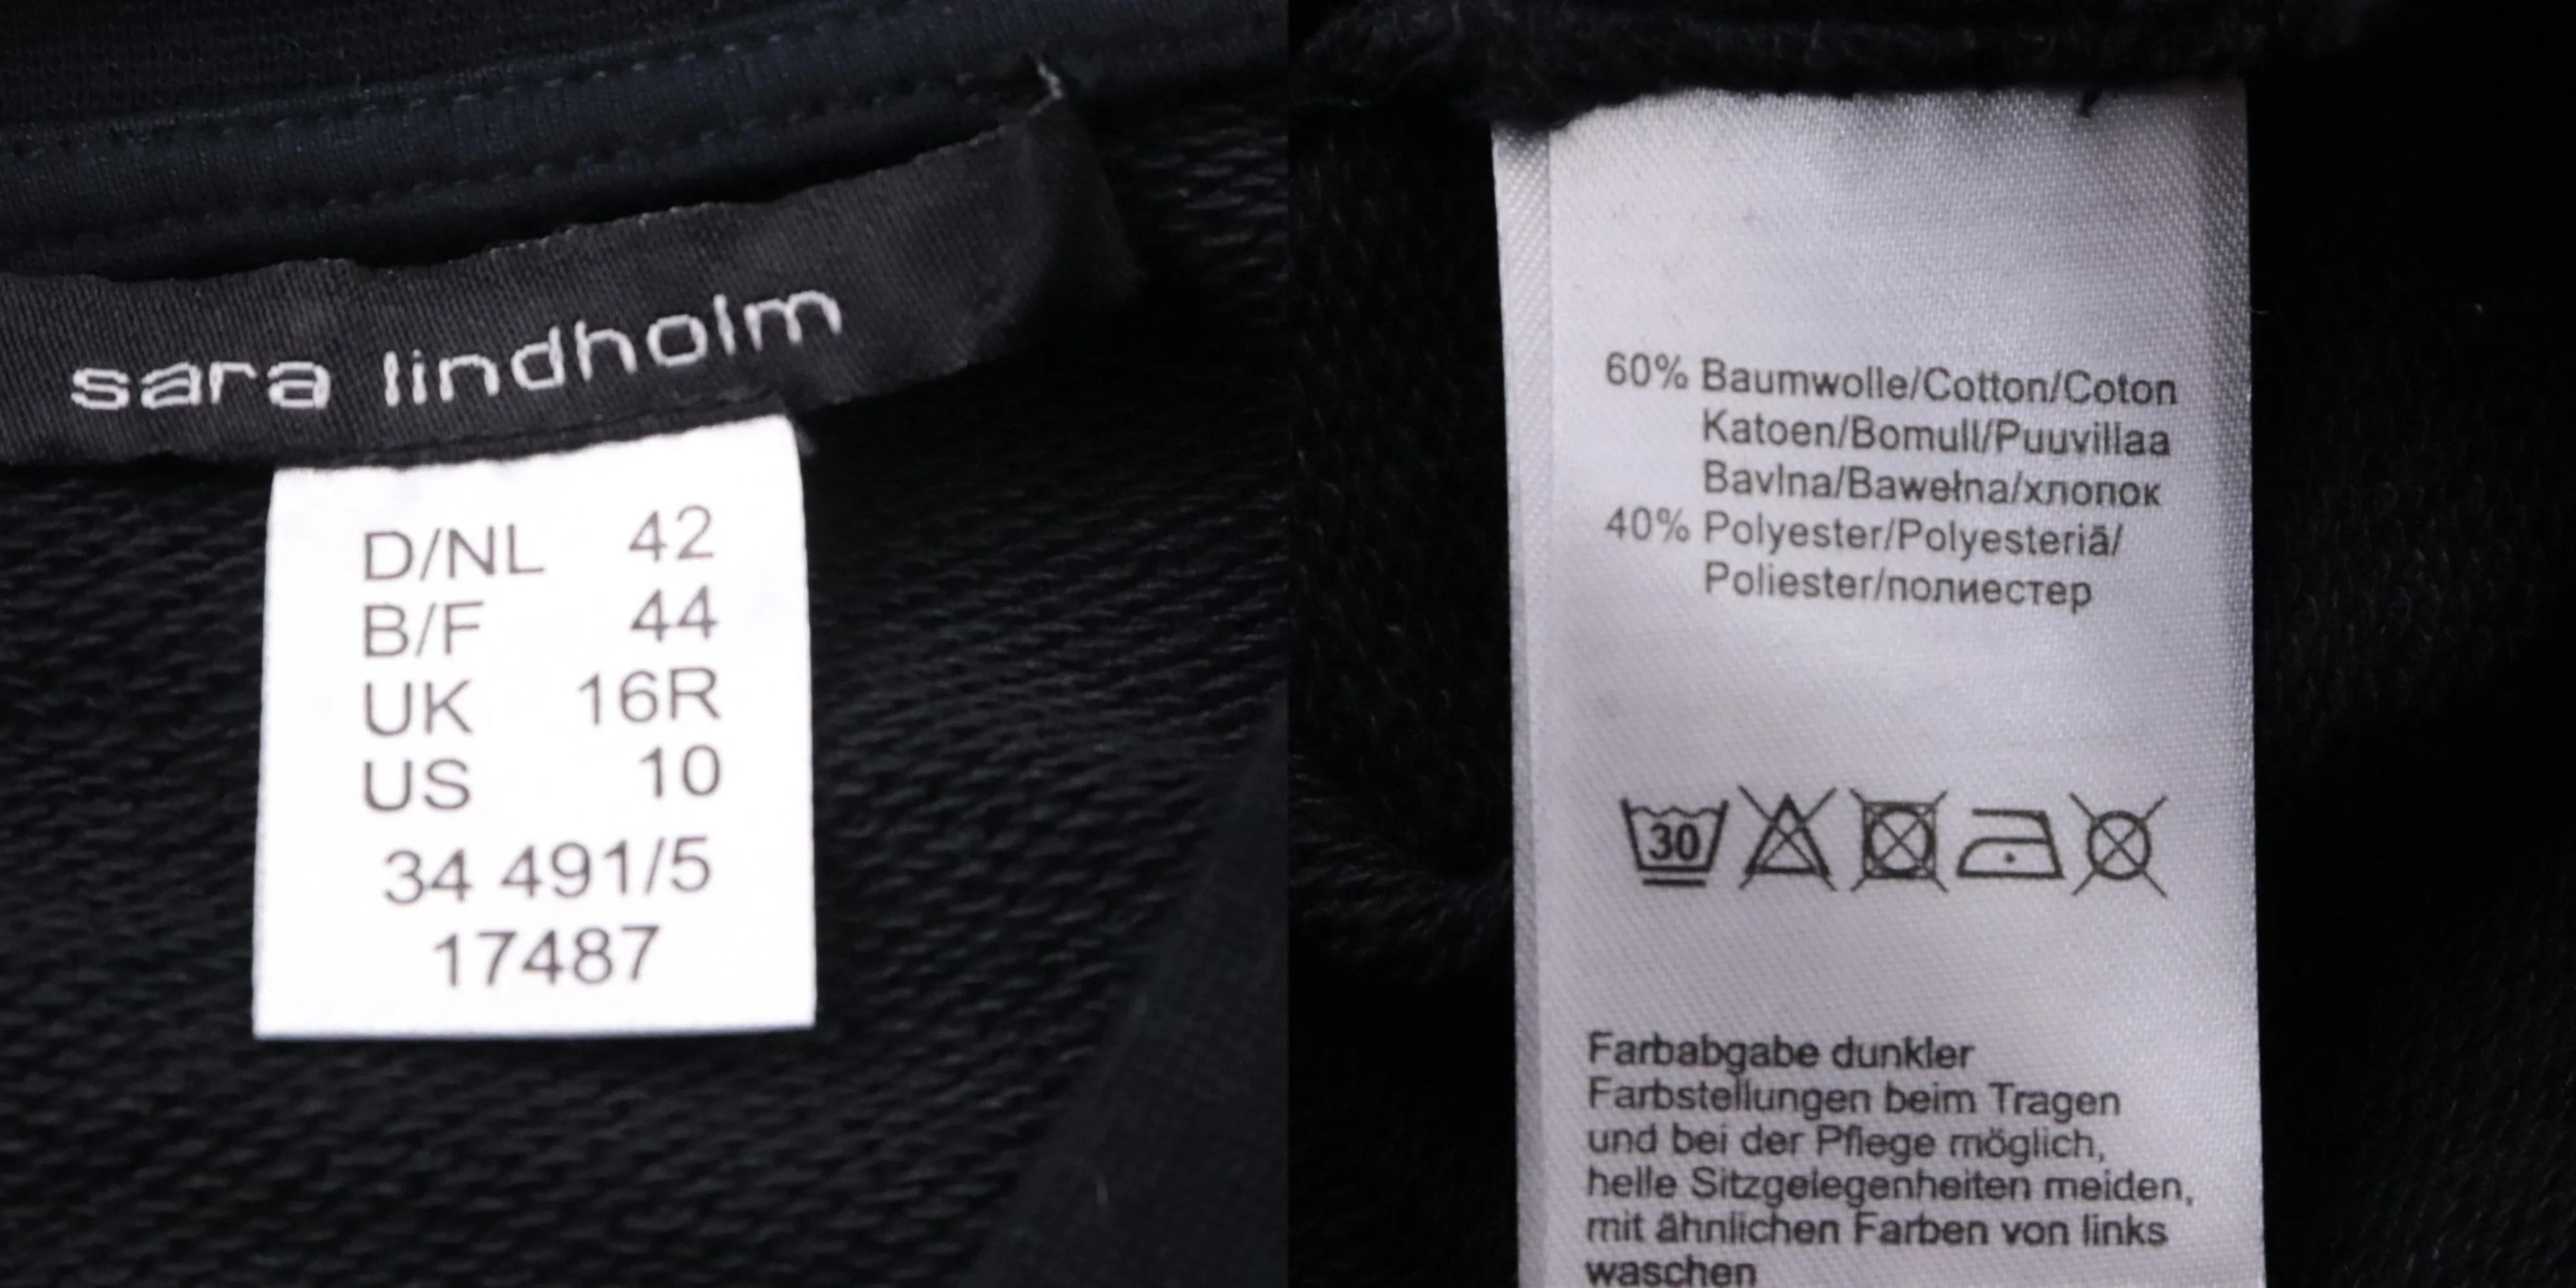 sara lindholm
D/NL 42
B/F 44
UK 16R
US 10
34 491/5
17487
60% Baumwolle/Cotton/Coton
Katoen/Bomull/Puuvillaa
Bavlna/Bawełna/хлопок
40% Polyester/Polyesteriä/
Poliester/полиестер
30
Farbabgabe dunkler
Farbstellungen beim Tragen
und bei der Pflege möglich,
helle Sitzgelegenheiten meiden,
mit ähnlichen Farben von links
waschen